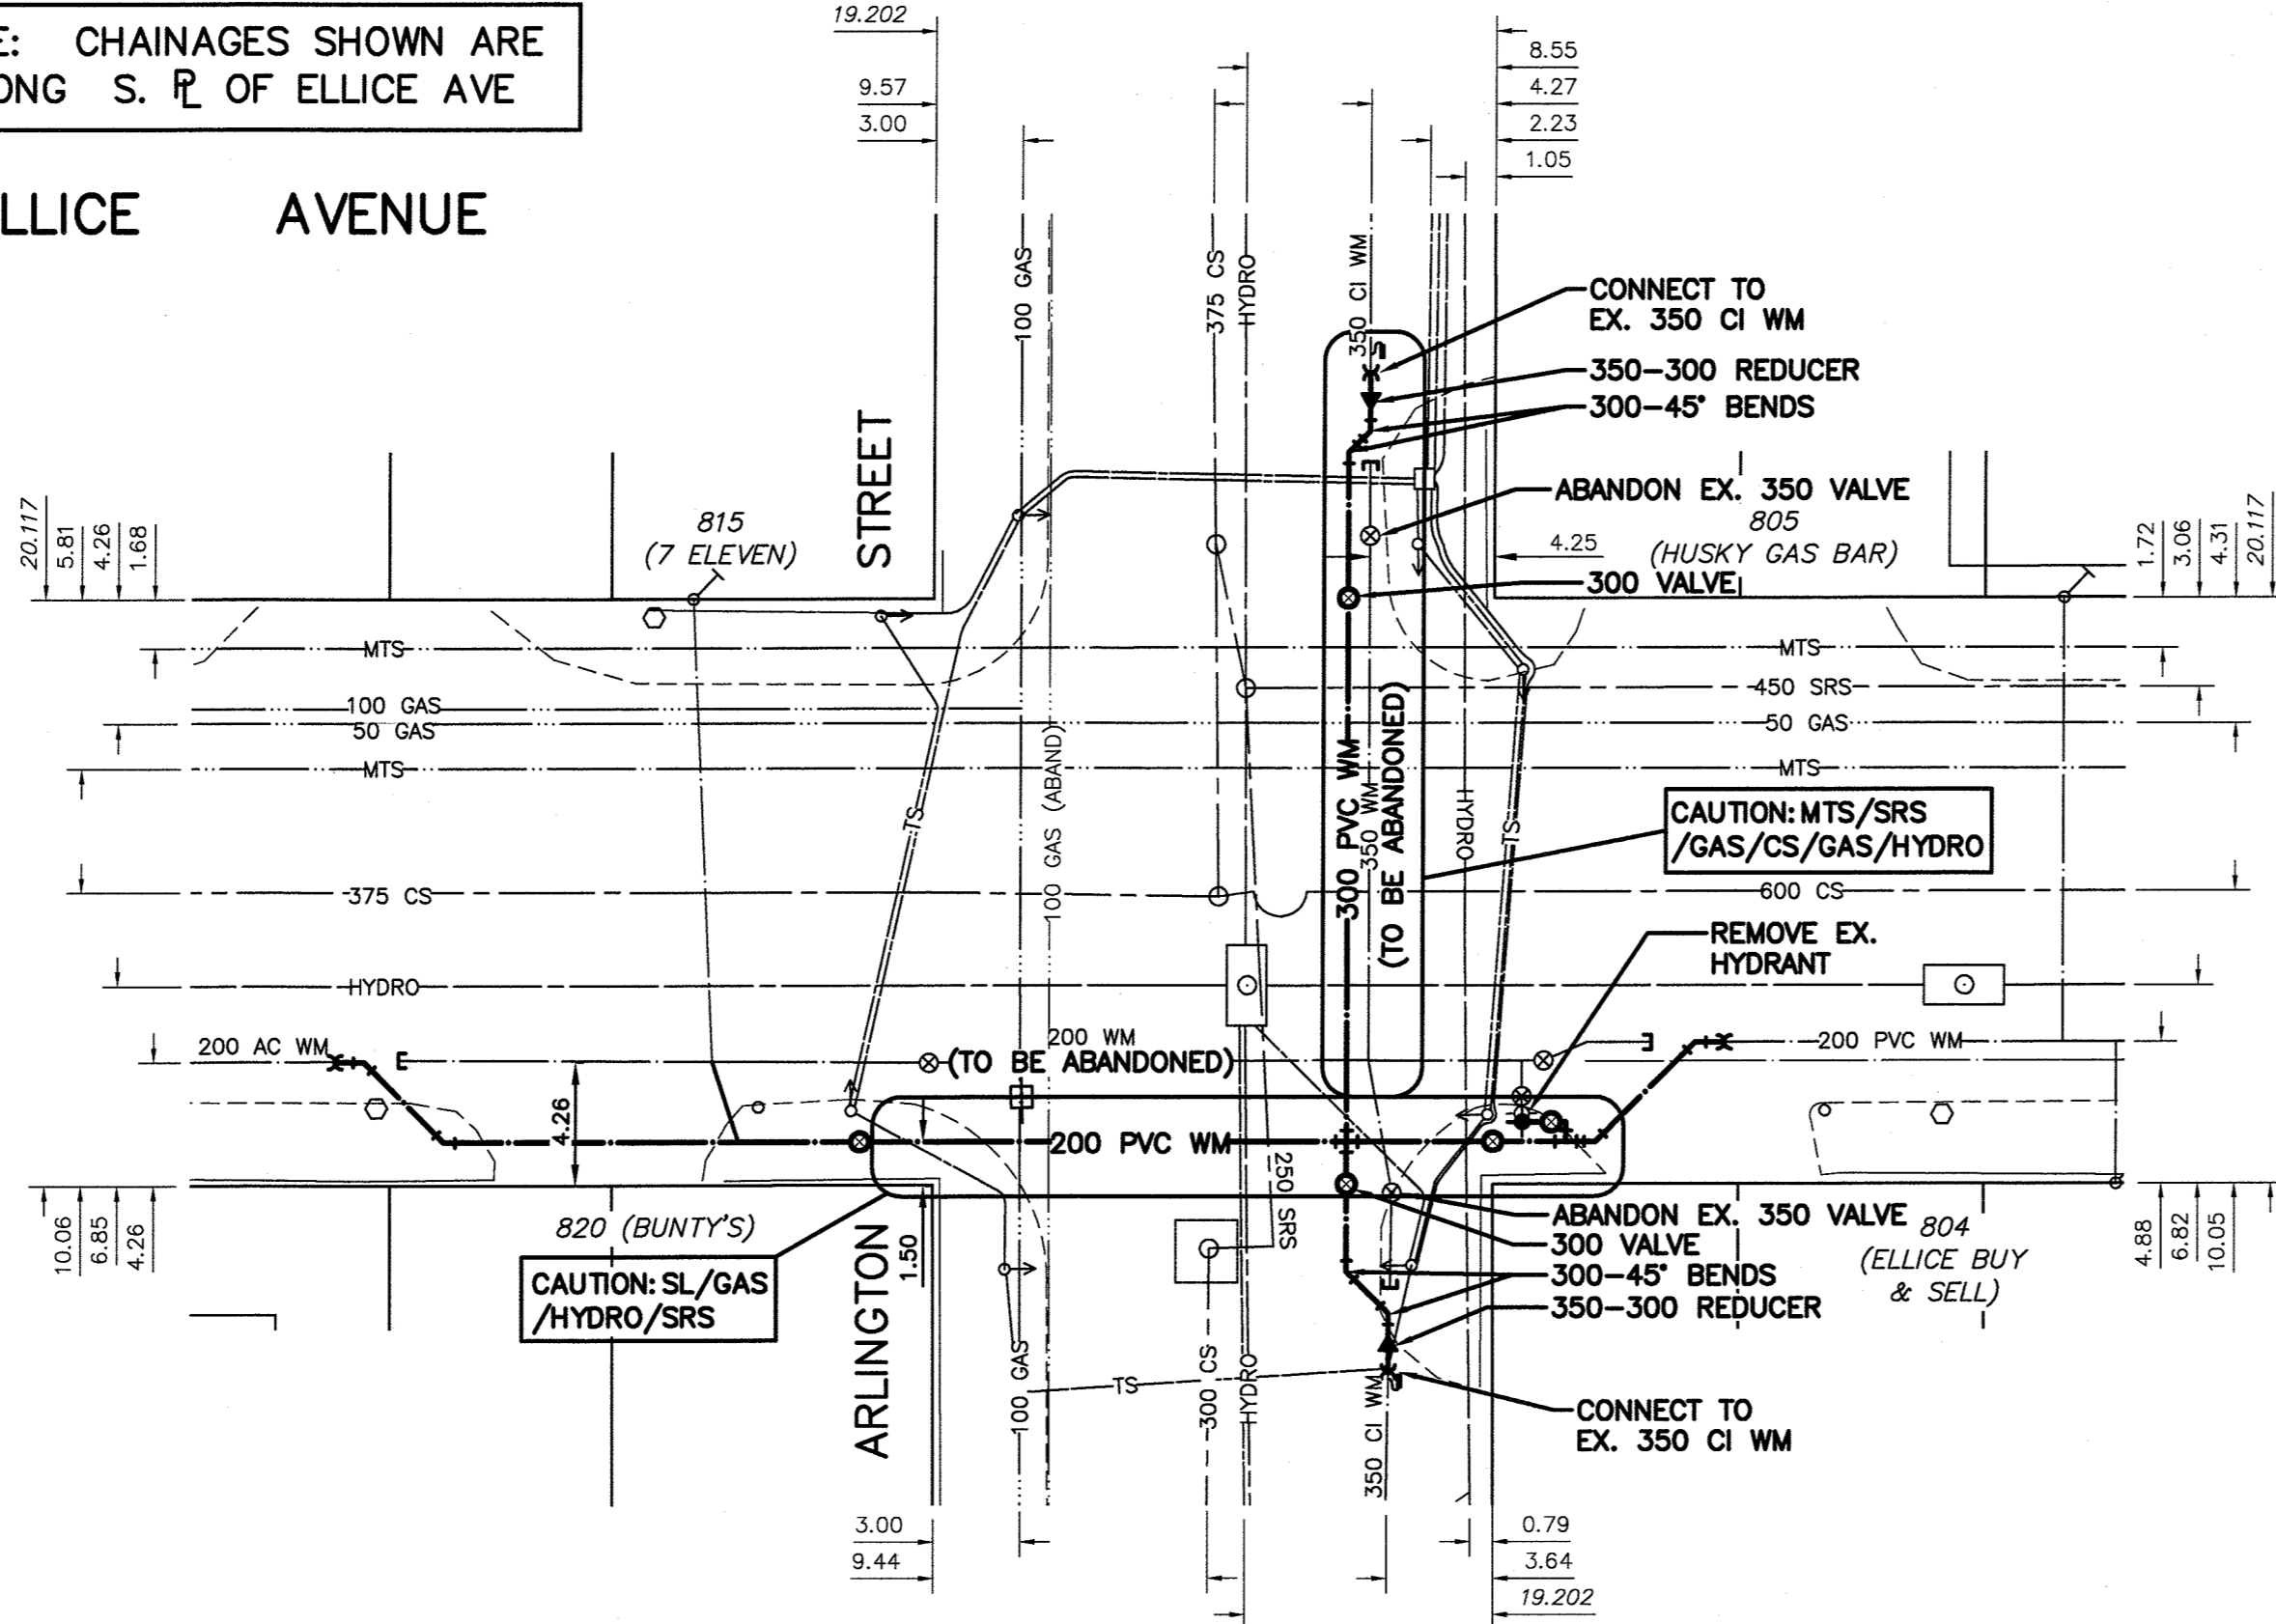 E: CHAINAGES SHOWN ARE
ONG S. ⅊ OF ELLICE AVE
LLICE AVENUE
19.202
9.57
3.00
8.55
4.27
2.23
1.05
100 GAS
375 CS
HYDRO
350 CI WM
CONNECT TO
EX. 350 CI WM
350-300 REDUCER
300-45° BENDS
STREET
ABANDON EX. 350 VALVE
805
(HUSKY GAS BAR)
4.25
300 VALVE
815
(7 ELEVEN)
20.117
5.81
4.26
1.68
1.72
3.06
4.31
20.117
MTS
MTS
100 GAS
450 SRS
50 GAS
50 GAS
MTS
MTS
TS
100 GAS (ABAND)
300 PVC WM
350 WM
(TO BE ABANDONED)
HYDRO
TS
CAUTION: MTS/SRS
/GAS/CS/GAS/HYDRO
375 CS
600 CS
REMOVE EX.
HYDRANT
HYDRO
200 AC WM
200 WM
(TO BE ABANDONED)
200 PVC WM
4.26
200 PVC WM
250 SRS
10.06
6.85
4.26
4.88
6.82
10.05
820 (BUNTY'S)
CAUTION: SL/GAS
/HYDRO/SRS
ARLINGTON
1.50
ABANDON EX. 350 VALVE
300 VALVE
300-45° BENDS
350-300 REDUCER
804
(ELLICE BUY
& SELL)
100 GAS
TS
300 CS
HYDRO
350 CI WM
CONNECT TO
EX. 350 CI WM
3.00
9.44
0.79
3.64
19.202